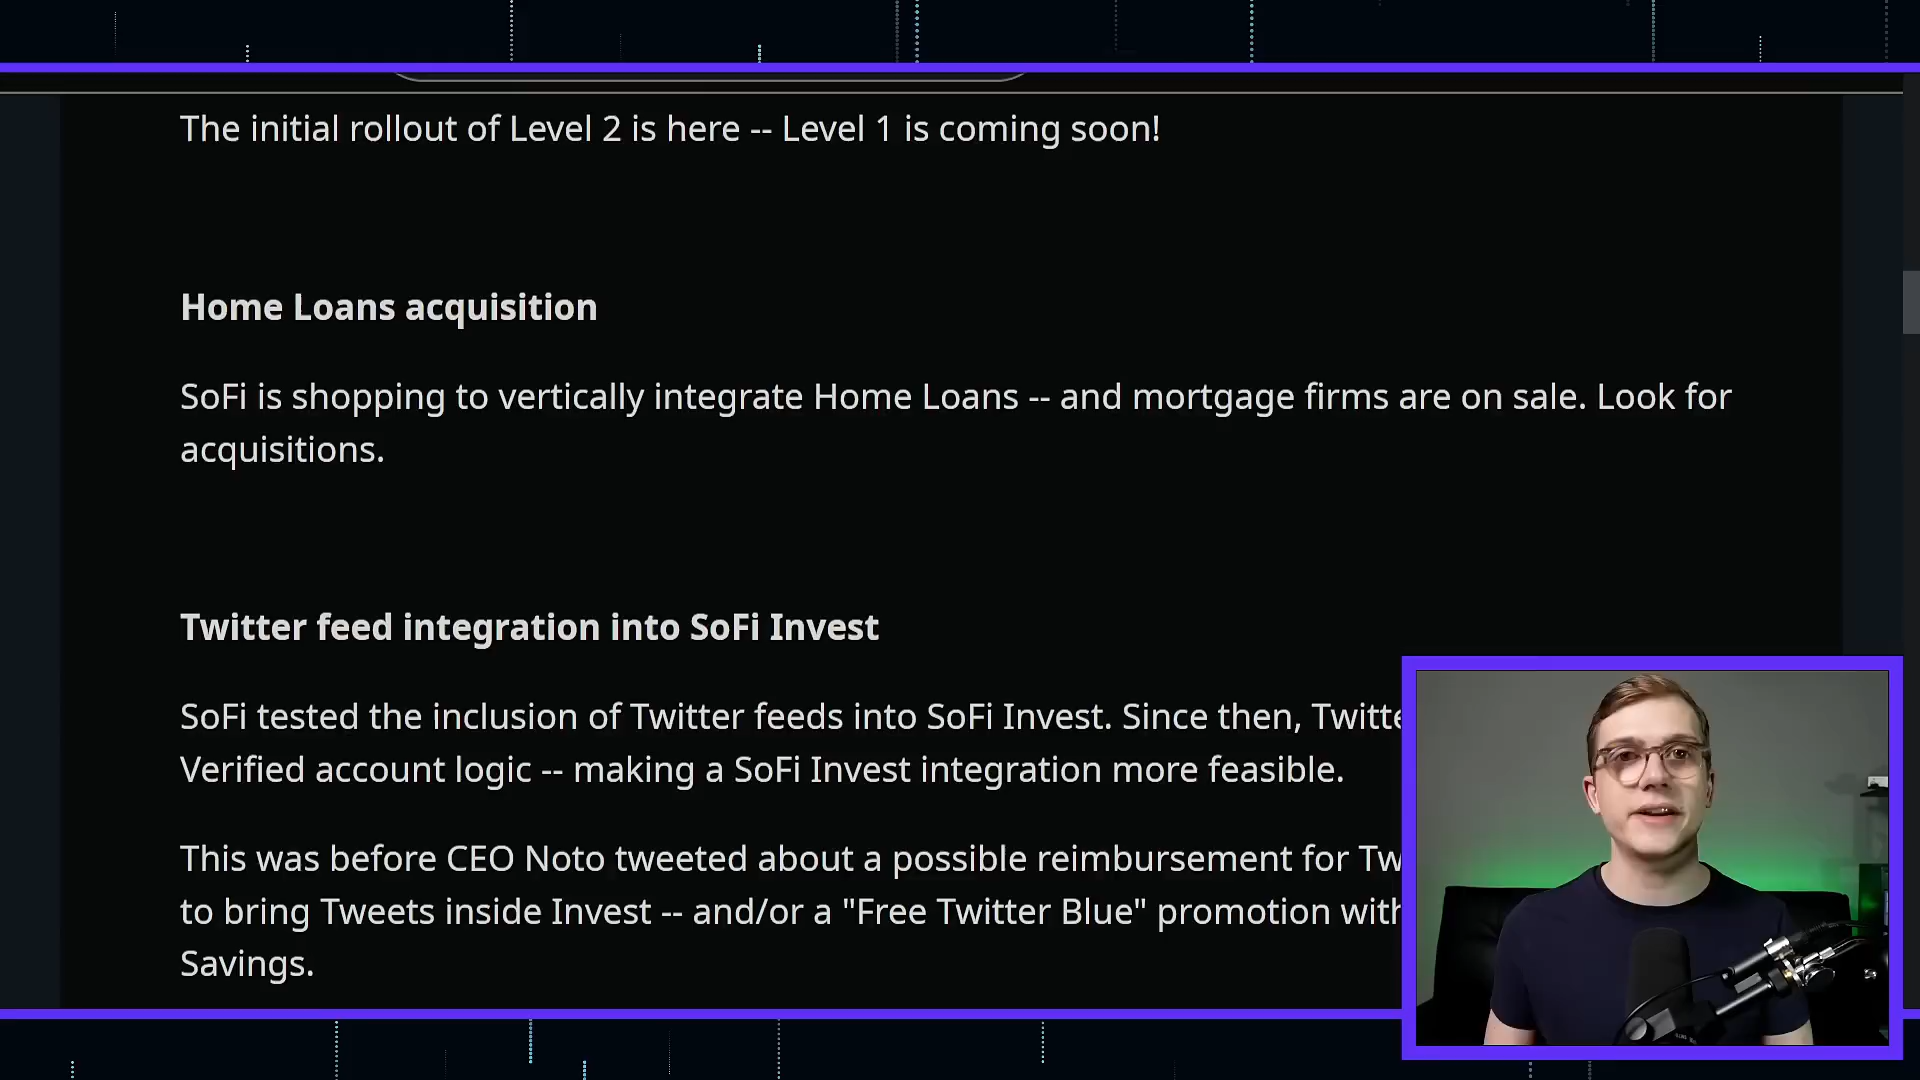 The initial rollout of Level 2 is here -- Level 1 is coming soon!
Home Loans acquisition
SoFi is shopping to vertically integrate Home Loans -- and mortgage firms are on sale. Look for
acquisitions.
Twitter feed integration into SoFi Invest
SoFi tested the inclusion of Twitter feeds into SoFi Invest. Since then,
Verified account logic -- making a SoFi Invest integration more feasible.
This was before CEO Noto tweeted about a possible reimbursement for
to bring Tweets inside Invest -- and/or a "Free Twitter Blue" promotion
Savings.